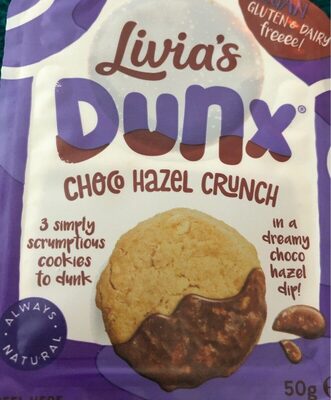 GLUTEN & DAIRY
freeee!
Livia's
DUNX®
CHOCO HAZEL CRUNCH
3 simply
scrumptious
cookies
to dunk
in a
dreamy
choco
hazel
dip!
ALWAYS
NATURAL
50g